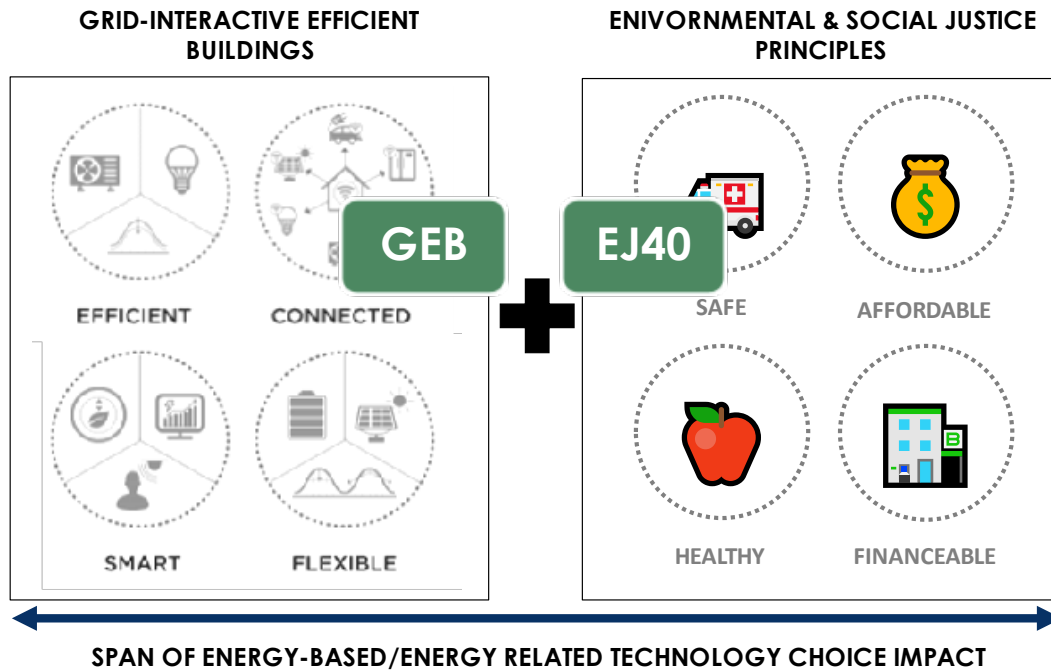 GRID-INTERACTIVE EFFICIENT
BUILDINGS
ENIVORNMENTAL & SOCIAL JUSTICE
PRINCIPLES
GEB
EJ40
EFFICIENT
CONNECTED
SAFE
AFFORDABLE
$
B
SMART
FLEXIBLE
HEALTHY
FINANCEABLE
SPAN OF ENERGY-BASED/ENERGY RELATED TECHNOLOGY CHOICE IMPACT